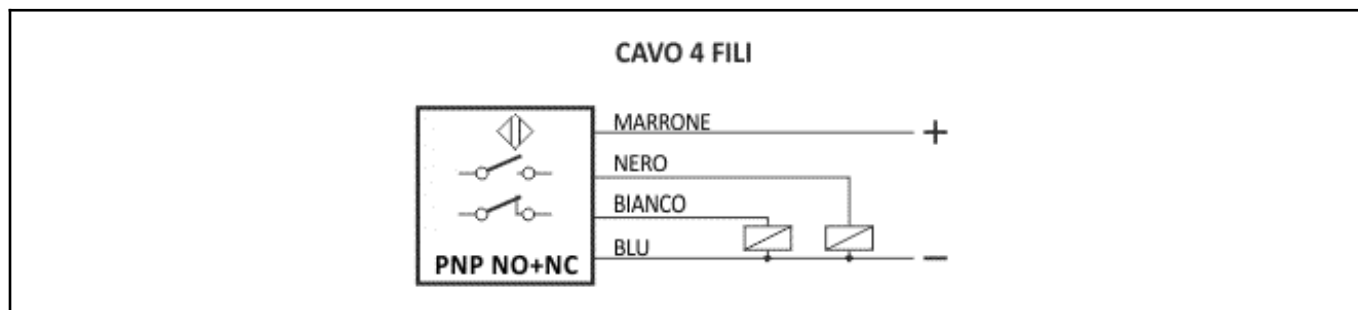 CAVO 4 FILI
MARRONE
+
NERO
BIANCO
BLU
PNP NO+NC
−